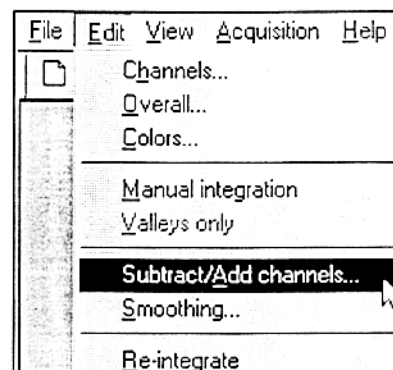 File Edit View Acquisition Help
Channels...
Overall...
Colors...
Manual integration
Valleys only
Subtract/Add channels...
Smoothing...
Re-integrate